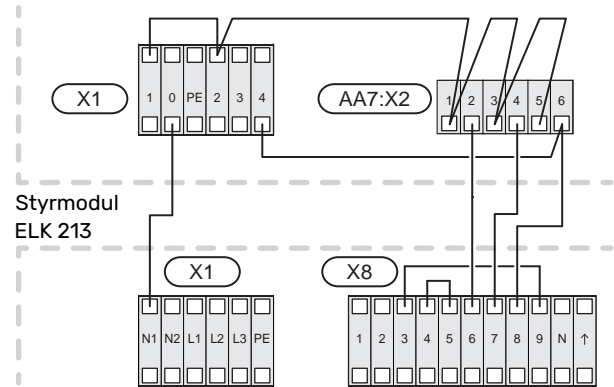 X1
1 0 PE 2 3 4
AA7:X2
1 2 3 4 5 6
Styrmodul
ELK 213
X1
N1 N2 L1 L2 L3 PE
X8
1 2 3 4 5 6 7 8 9 N ↑